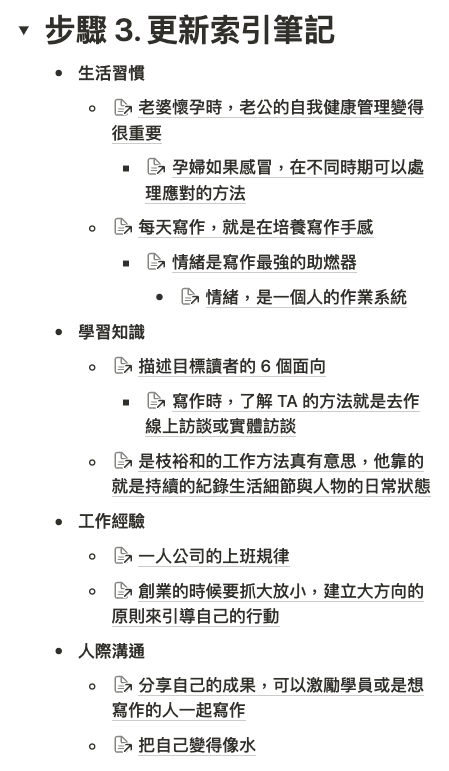 步驟 3. 更新索引筆記
生活習慣
老婆懷孕時，老公的自我健康管理變得
很重要
孕婦如果感冒，在不同時期可以處
理應對的方法
每天寫作，就是在培養寫作手感
情緒是寫作最強的助燃器
情緒，是一個人的作業系統
學習知識
描述目標讀者的 6 個面向
寫作時，了解 TA 的方法就是去作
線上訪談或實體訪談
是枝裕和的工作方法真有意思，他靠的
就是持續的紀錄生活細節與人物的日常狀態
工作經驗
一人公司的上班規律
創業的時候要抓大放小，建立大方向的
原則來引導自己的行動
人際溝通
分享自己的成果，可以激勵學員或是想
寫作的人一起寫作
把自己變得像水